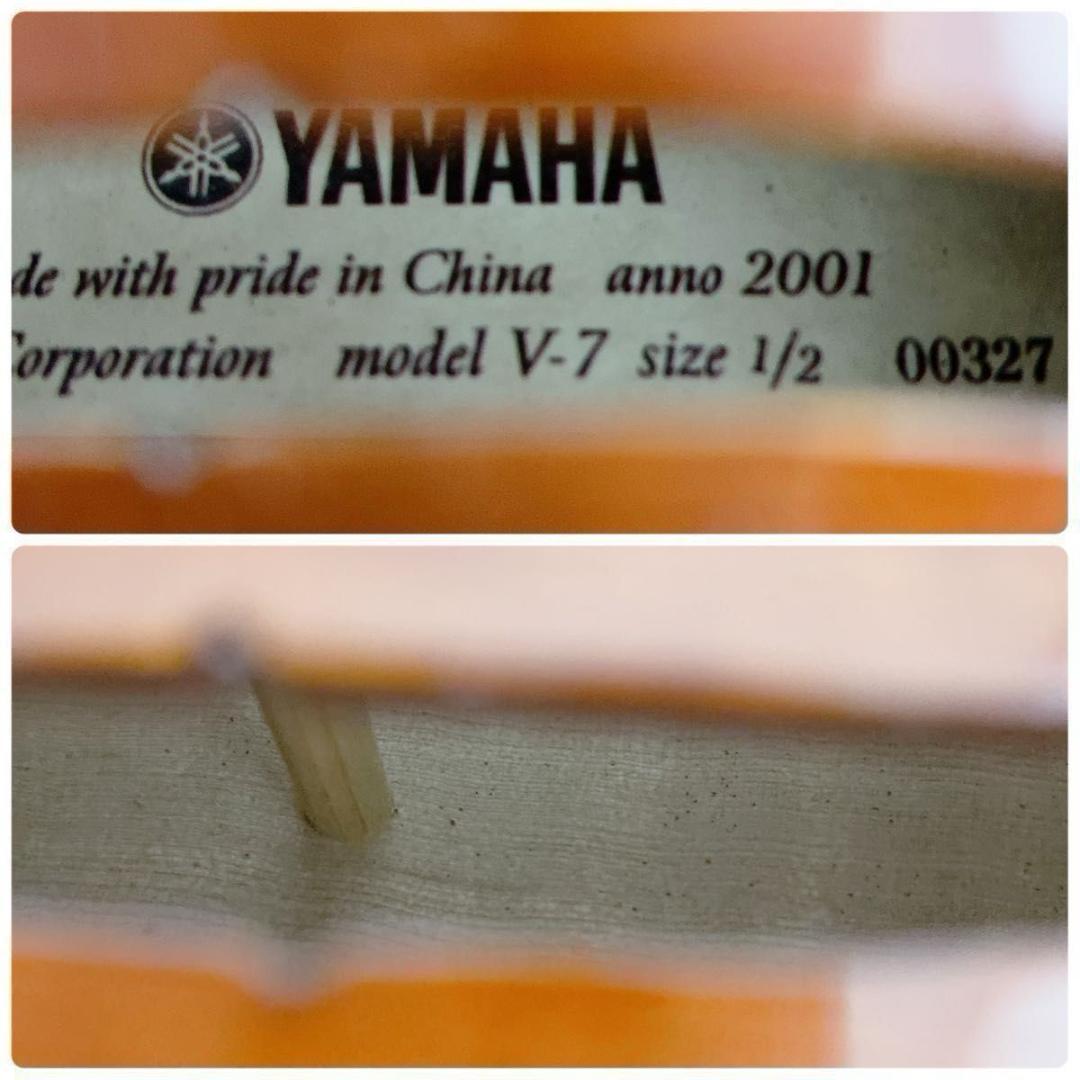 YAMAHA
de with pride in China anno 2001
orporation model V-7 size 1/2 00327